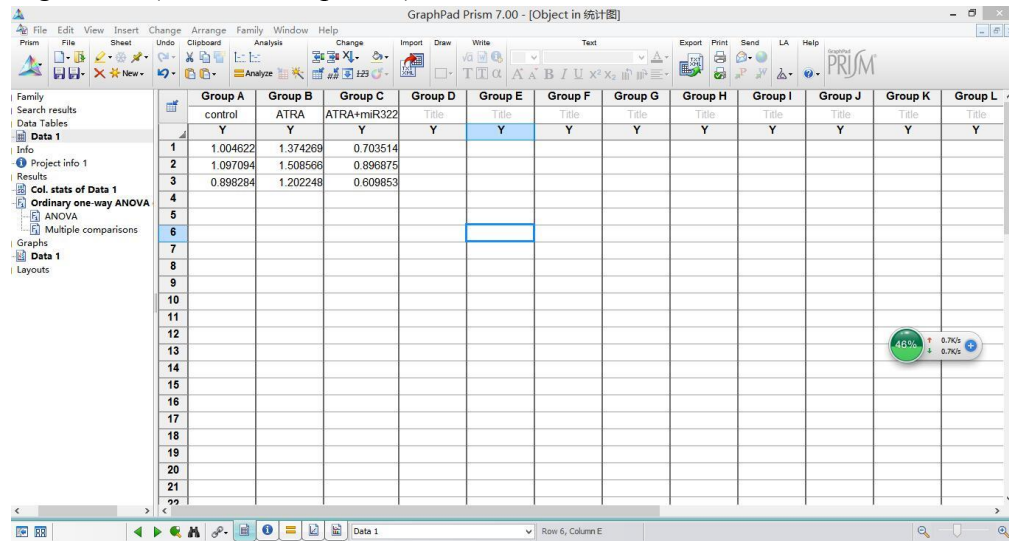 GraphPad Prism 7.00 - [Object in 统计图]
File Edit View Insert Change Arrange Family Window Help
Prism File Sheet Undo Clipboard Analysis Change Import Draw Write Text Export Print Send LA Help
New Analyze 123 XML T T α A A B I U X² X₂ TXT XML GraphPad PRISM
Family
Search results
Data Tables
Data 1
Info
Project info 1
Results
Col. stats of Data 1
Ordinary one-way ANOVA
ANOVA
Multiple comparisons
Graphs
Data 1
Layouts
Group A Group B Group C Group D Group E Group F Group G Group H Group I Group J Group K Group L
control ATRA ATRA+miR322 Title Title Title Title Title Title Title Title Title
Y Y Y Y Y Y Y Y Y Y Y Y
1 1.004622 1.374269 0.703514
2 1.097094 1.508566 0.896875
3 0.898284 1.202248 0.609853
4
5
6
7
8
9
10
11
12
13
14
15
16
17
18
19
20
21
22
46% 0.7K/s
0.7K/s
Data 1 Row 6, Column E